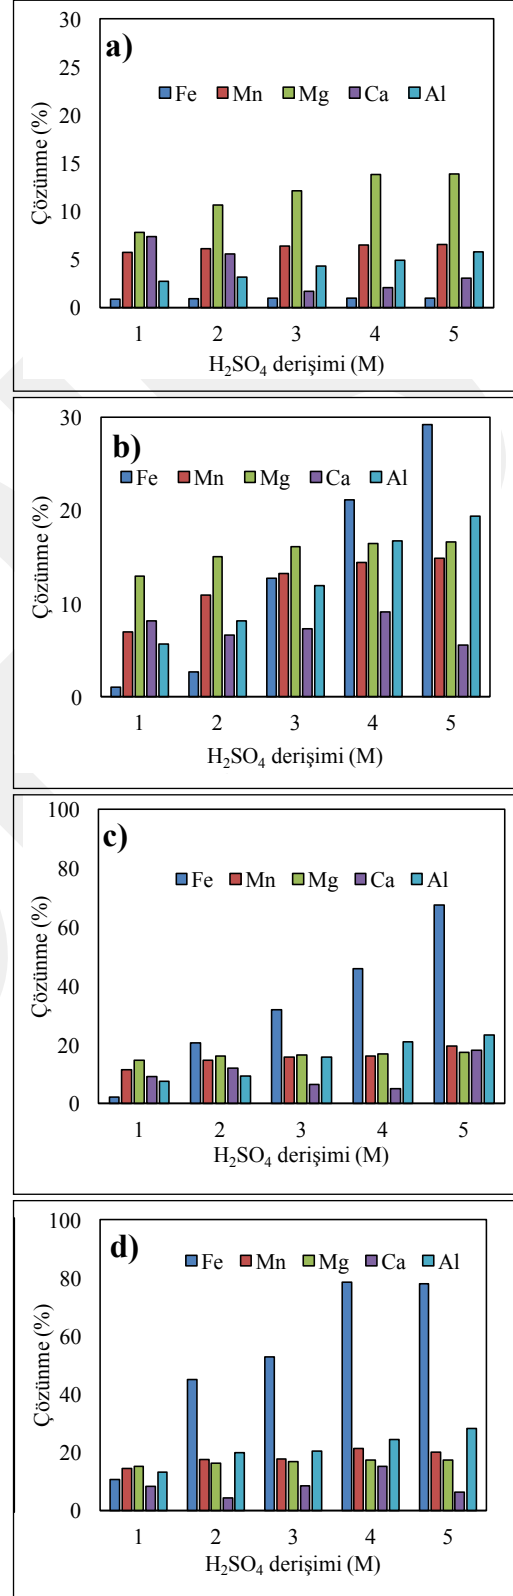 a)
30
25
20
15
10
5
0
Fe Mn Mg Ca Al
Çözünme (%)
1 2 3 4 5
H₂SO₄ derişimi (M)
b)
30
20
10
0
Fe Mn Mg Ca Al
Çözünme (%)
1 2 3 4 5
H₂SO₄ derişimi (M)
c)
100
80
60
40
20
0
Fe Mn Mg Ca Al
Çözünme (%)
1 2 3 4 5
H₂SO₄ derişimi (M)
d)
100
80
60
40
20
0
Fe Mn Mg Ca Al
Çözünme (%)
1 2 3 4 5
H₂SO₄ derişimi (M)